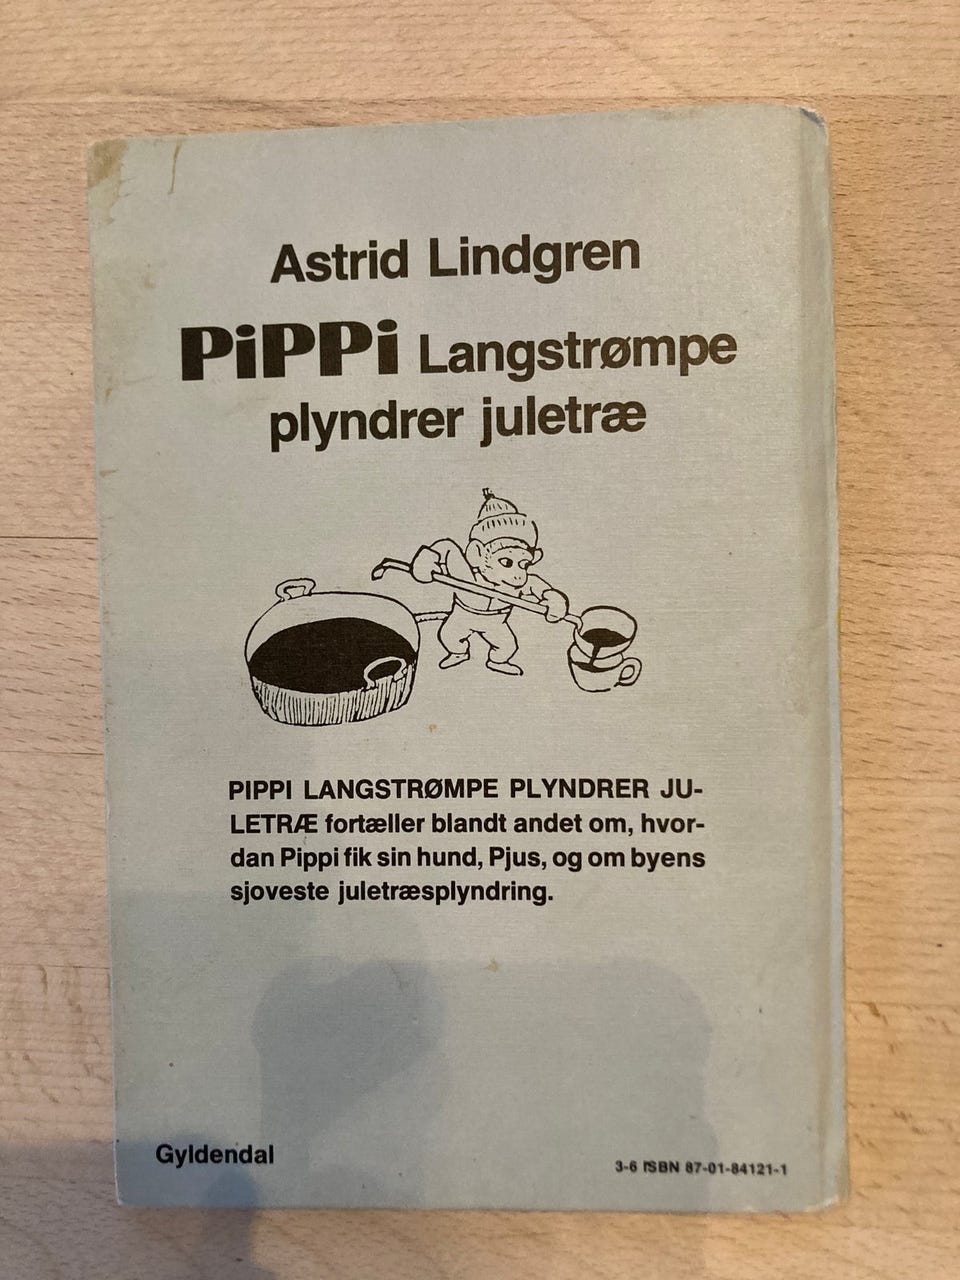 Astrid Lindgren
PiPPi Langstrømpe
plyndrer juletræ
PIPPI LANGSTRØMPE PLYNDRER JU-
LETRÆ fortæller blandt andet om, hvor-
dan Pippi fik sin hund, Pjus, og om byens
sjoveste juletræsplyndring.
Gyldendal
3-6 ISBN 87-01-84121-1